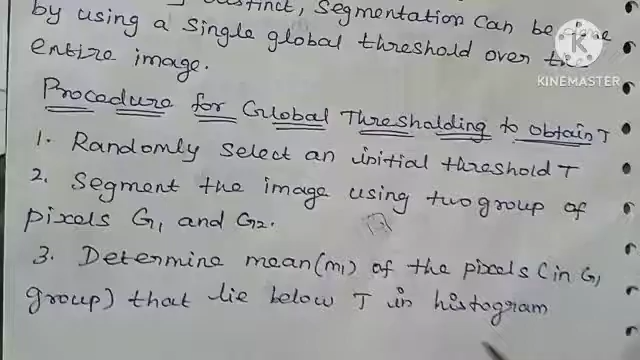 distinct, Segmentation can be done
by using a single global threshold over the
entire image.
Procedure for Global Thresholding to obtain T
1. Randomly select an initial threshold T
2. Segment the image using two group of
pixels G1 and G2.
3. Determine mean (m1) of the pixels (in G1
group) that lie below T in histogram
K
KINEMASTER